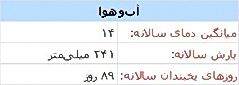 آب‌وهوا
میانگین دمای سالانه: ۱۴
بارش سالانه: ۲۴۱ میلی‌متر
روزهای یخبندان سالانه: ۸۹ روز